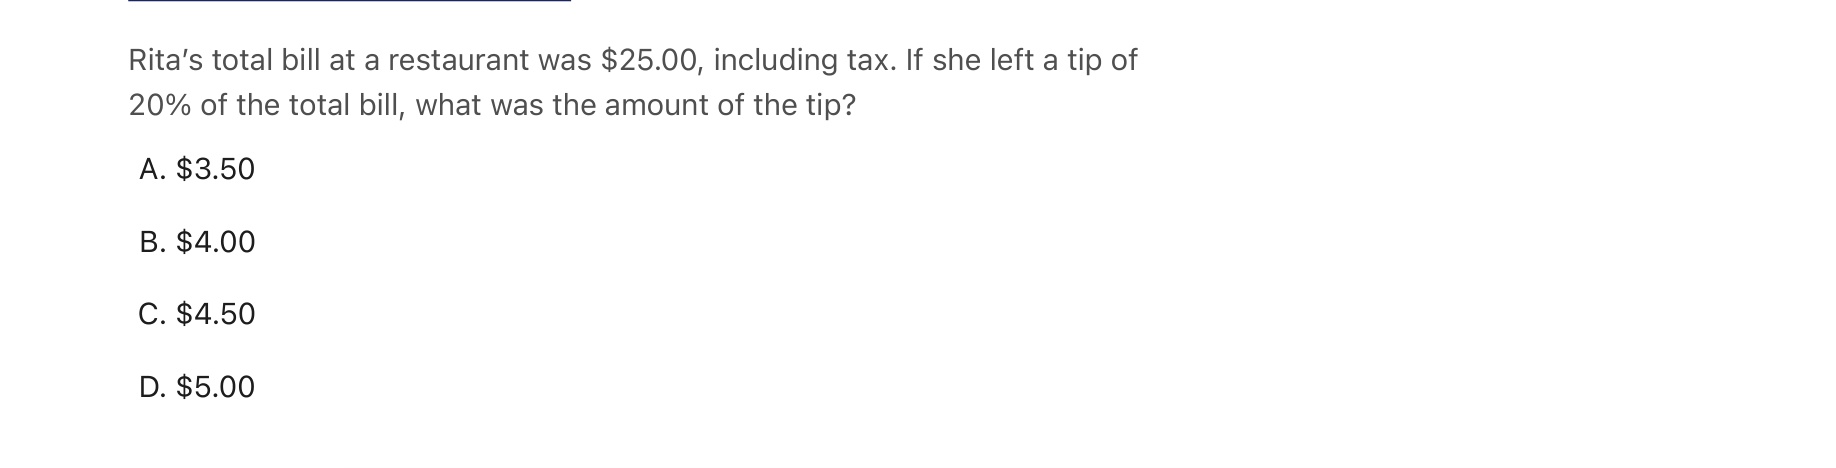 Rita’s total bill at a restaurant was $25.00, including tax. If she left a tip of
20% of the total bill, what was the amount of the tip?
A. $3.50
B. $4.00
C. $4.50
D. $5.00